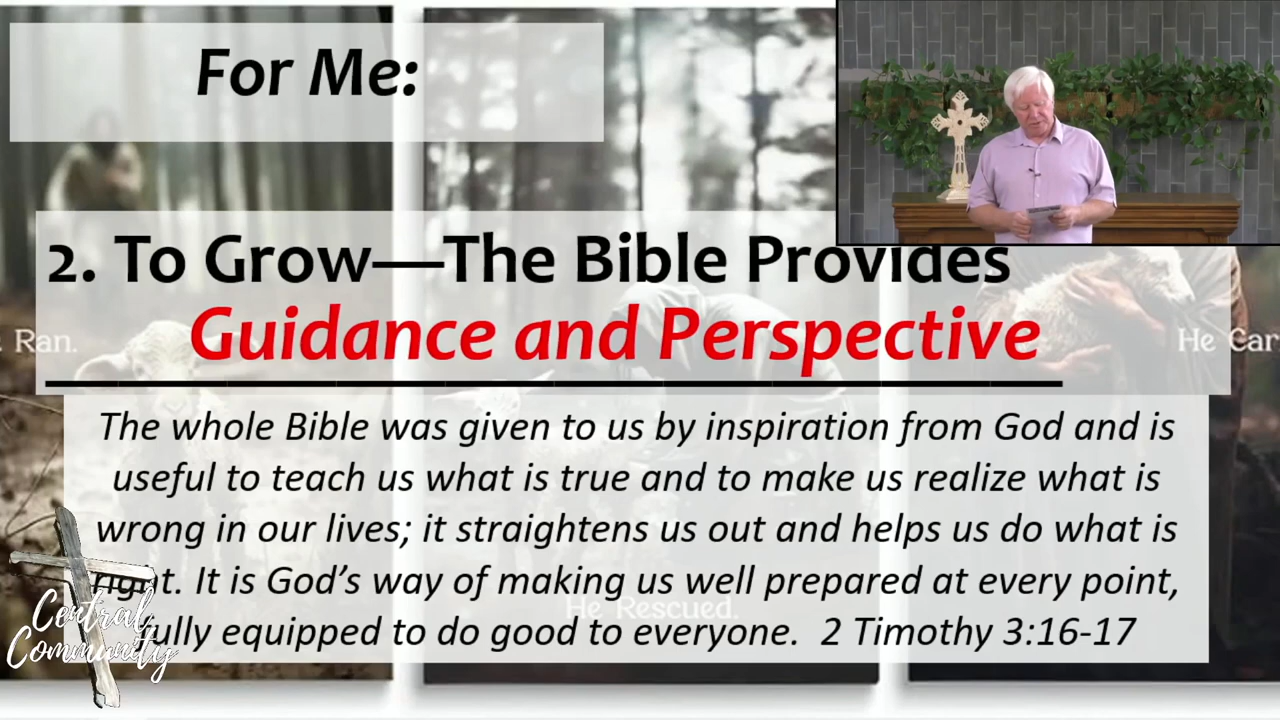 For Me:
2. To Grow—The Bible Provides
Guidance and Perspective
Ran.
He Car
The whole Bible was given to us by inspiration from God and is
useful to teach us what is true and to make us realize what is
wrong in our lives; it straightens us out and helps us do what is
right. It is God's way of making us well prepared at every point,
fully equipped to do good to everyone. 2 Timothy 3:16-17
He Rescued.
Central
Community